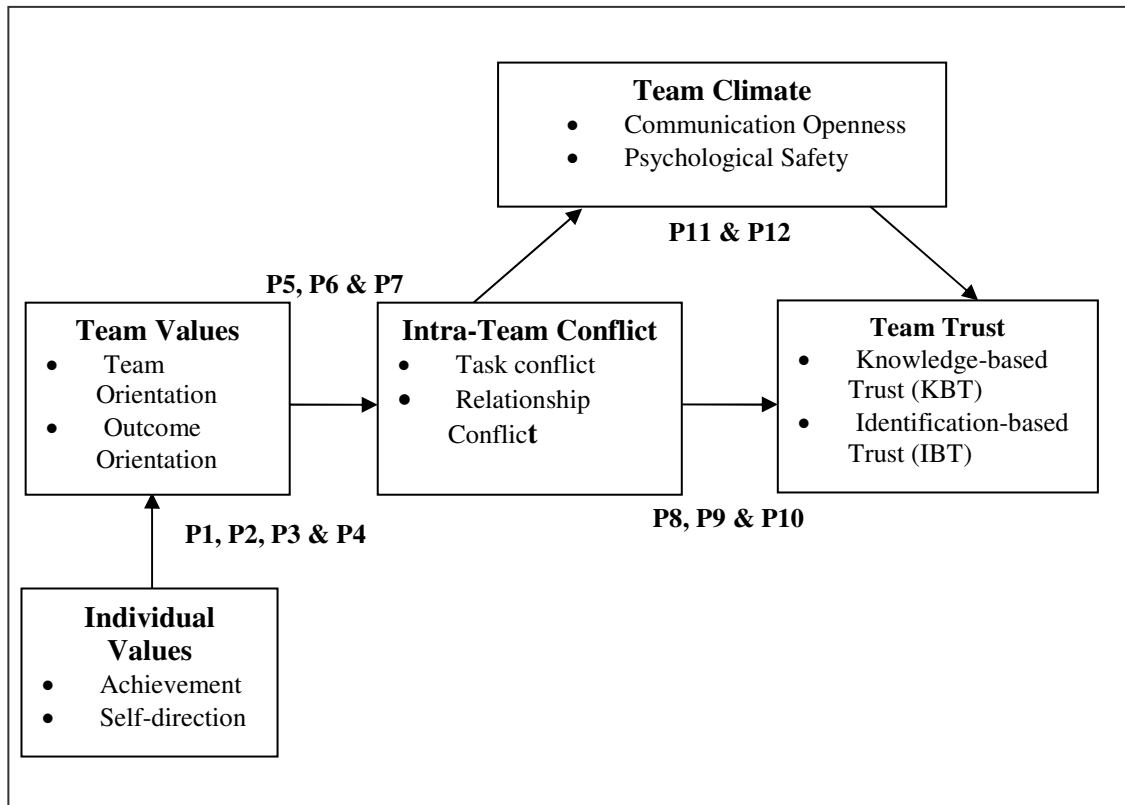 Team Climate
• Communication Openness
• Psychological Safety
P11 & P12
P5, P6 & P7
Team Values
• Team
Orientation
• Outcome
Orientation
Intra-Team Conflict
• Task conflict
• Relationship
Conflict
Team Trust
• Knowledge-based
Trust (KBT)
• Identification-based
Trust (IBT)
P1, P2, P3 & P4
P8, P9 & P10
Individual
Values
• Achievement
• Self-direction